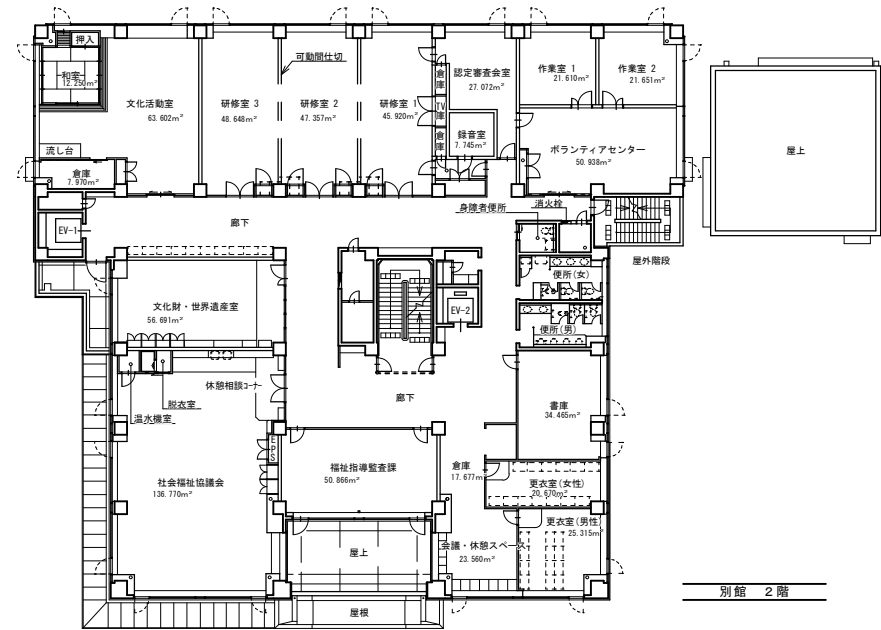 押入
和室
12.250m²
文化活動室
63.602m²
流し台
倉庫
7.970m²
研修室 3
48.648m²
可動間仕切
研修室 2
47.357m²
研修室 1
45.920m²
倉庫
TV庫
倉庫
認定審査会室
27.072m²
録音室
7.745m²
作業室 1
21.610m²
作業室 2
21.651m²
ボランティアセンター
50.938m²
屋上
EV-1
廊下
身障者便所
消火栓
屋外階段
便所(女)
便所(男)
EV-2
文化財・世界遺産室
56.691m²
休憩相談コーナー
脱衣室
温水機室
廊下
書庫
34.465m²
EPS
社会福祉協議会
136.770m²
福祉指導監査課
50.866m²
倉庫
17.677m²
更衣室(女性)
20.670m²
更衣室(男性)
25.315m²
会議・休憩スペース
23.560m²
屋上
屋根
別館 2階